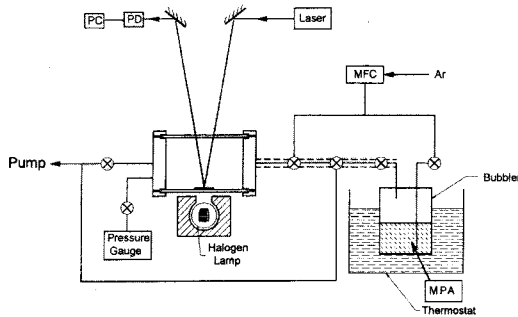 PC
PD
Laser
MFC
Ar
Pump
Bubbler
Pressure
Gauge
Halogen
Lamp
MPA
Thermostat